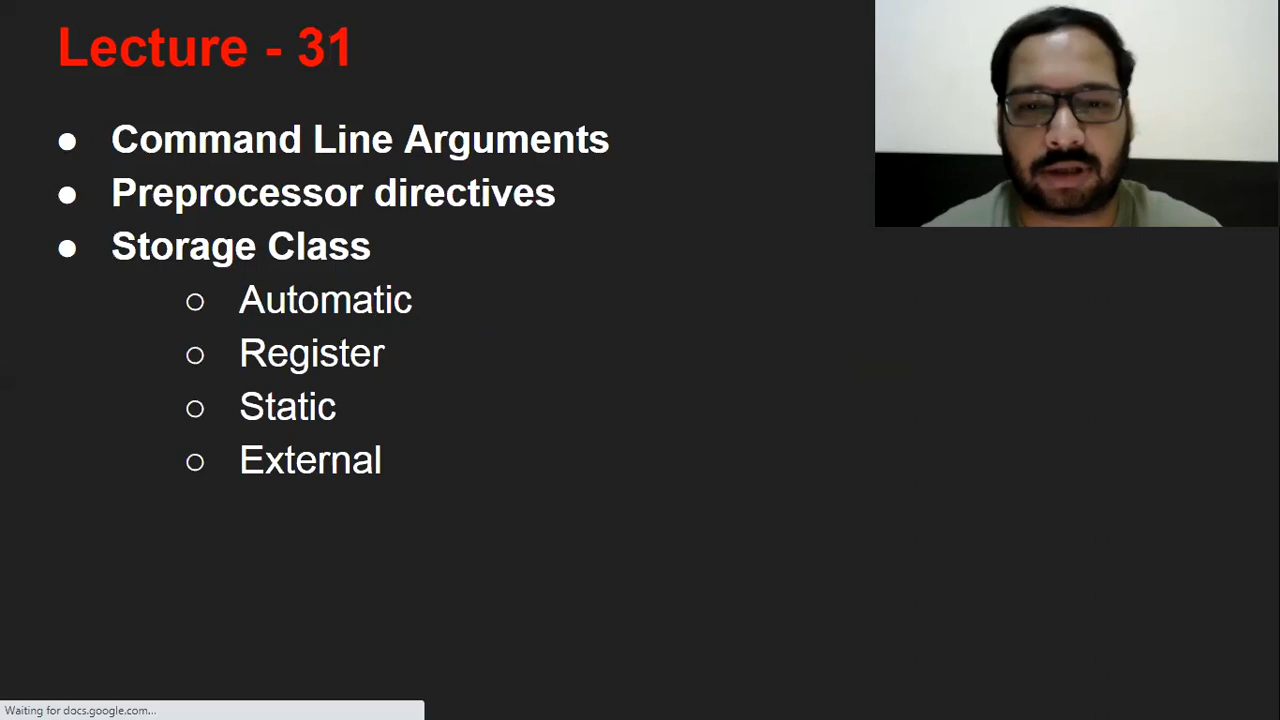 Lecture - 31
● Command Line Arguments
● Preprocessor directives
● Storage Class
○ Automatic
○ Register
○ Static
○ External
Waiting for docs.google.com...